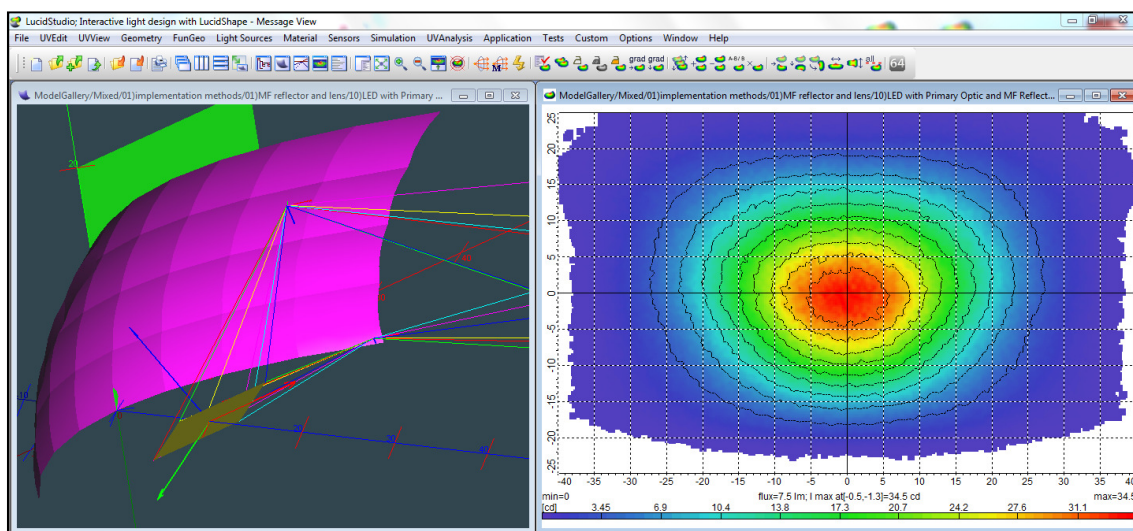 LucidStudio; Interactive light design with LucidShape - Message View
File UVEdit UVView Geometry FunGeo Light Sources Material Sensors Simulation UVAnalysis Application Tests Custom Options Window Help
M grad grad A-B/B 64
ModelGallery/Mixed/01)implementation methods/01)MF reflector and lens/10)LED with Primary ...
20
40
10
20
30
40
ModelGallery/Mixed/01)implementation methods/01)MF reflector and lens/10)LED with Primary Optic and MF Reflect...
25
20
15
10
5
0
-5
-10
-15
-20
-25
-40 -35 -30 -25 -20 -15 -10 -5 0 5 10 15 20 25 30 35 40
min=0 flux=7.5 lm; I max at[-0.5,-1.3]=34.5 cd max=34.5
[cd] 3.45 6.9 10.4 13.8 17.3 20.7 24.2 27.6 31.1